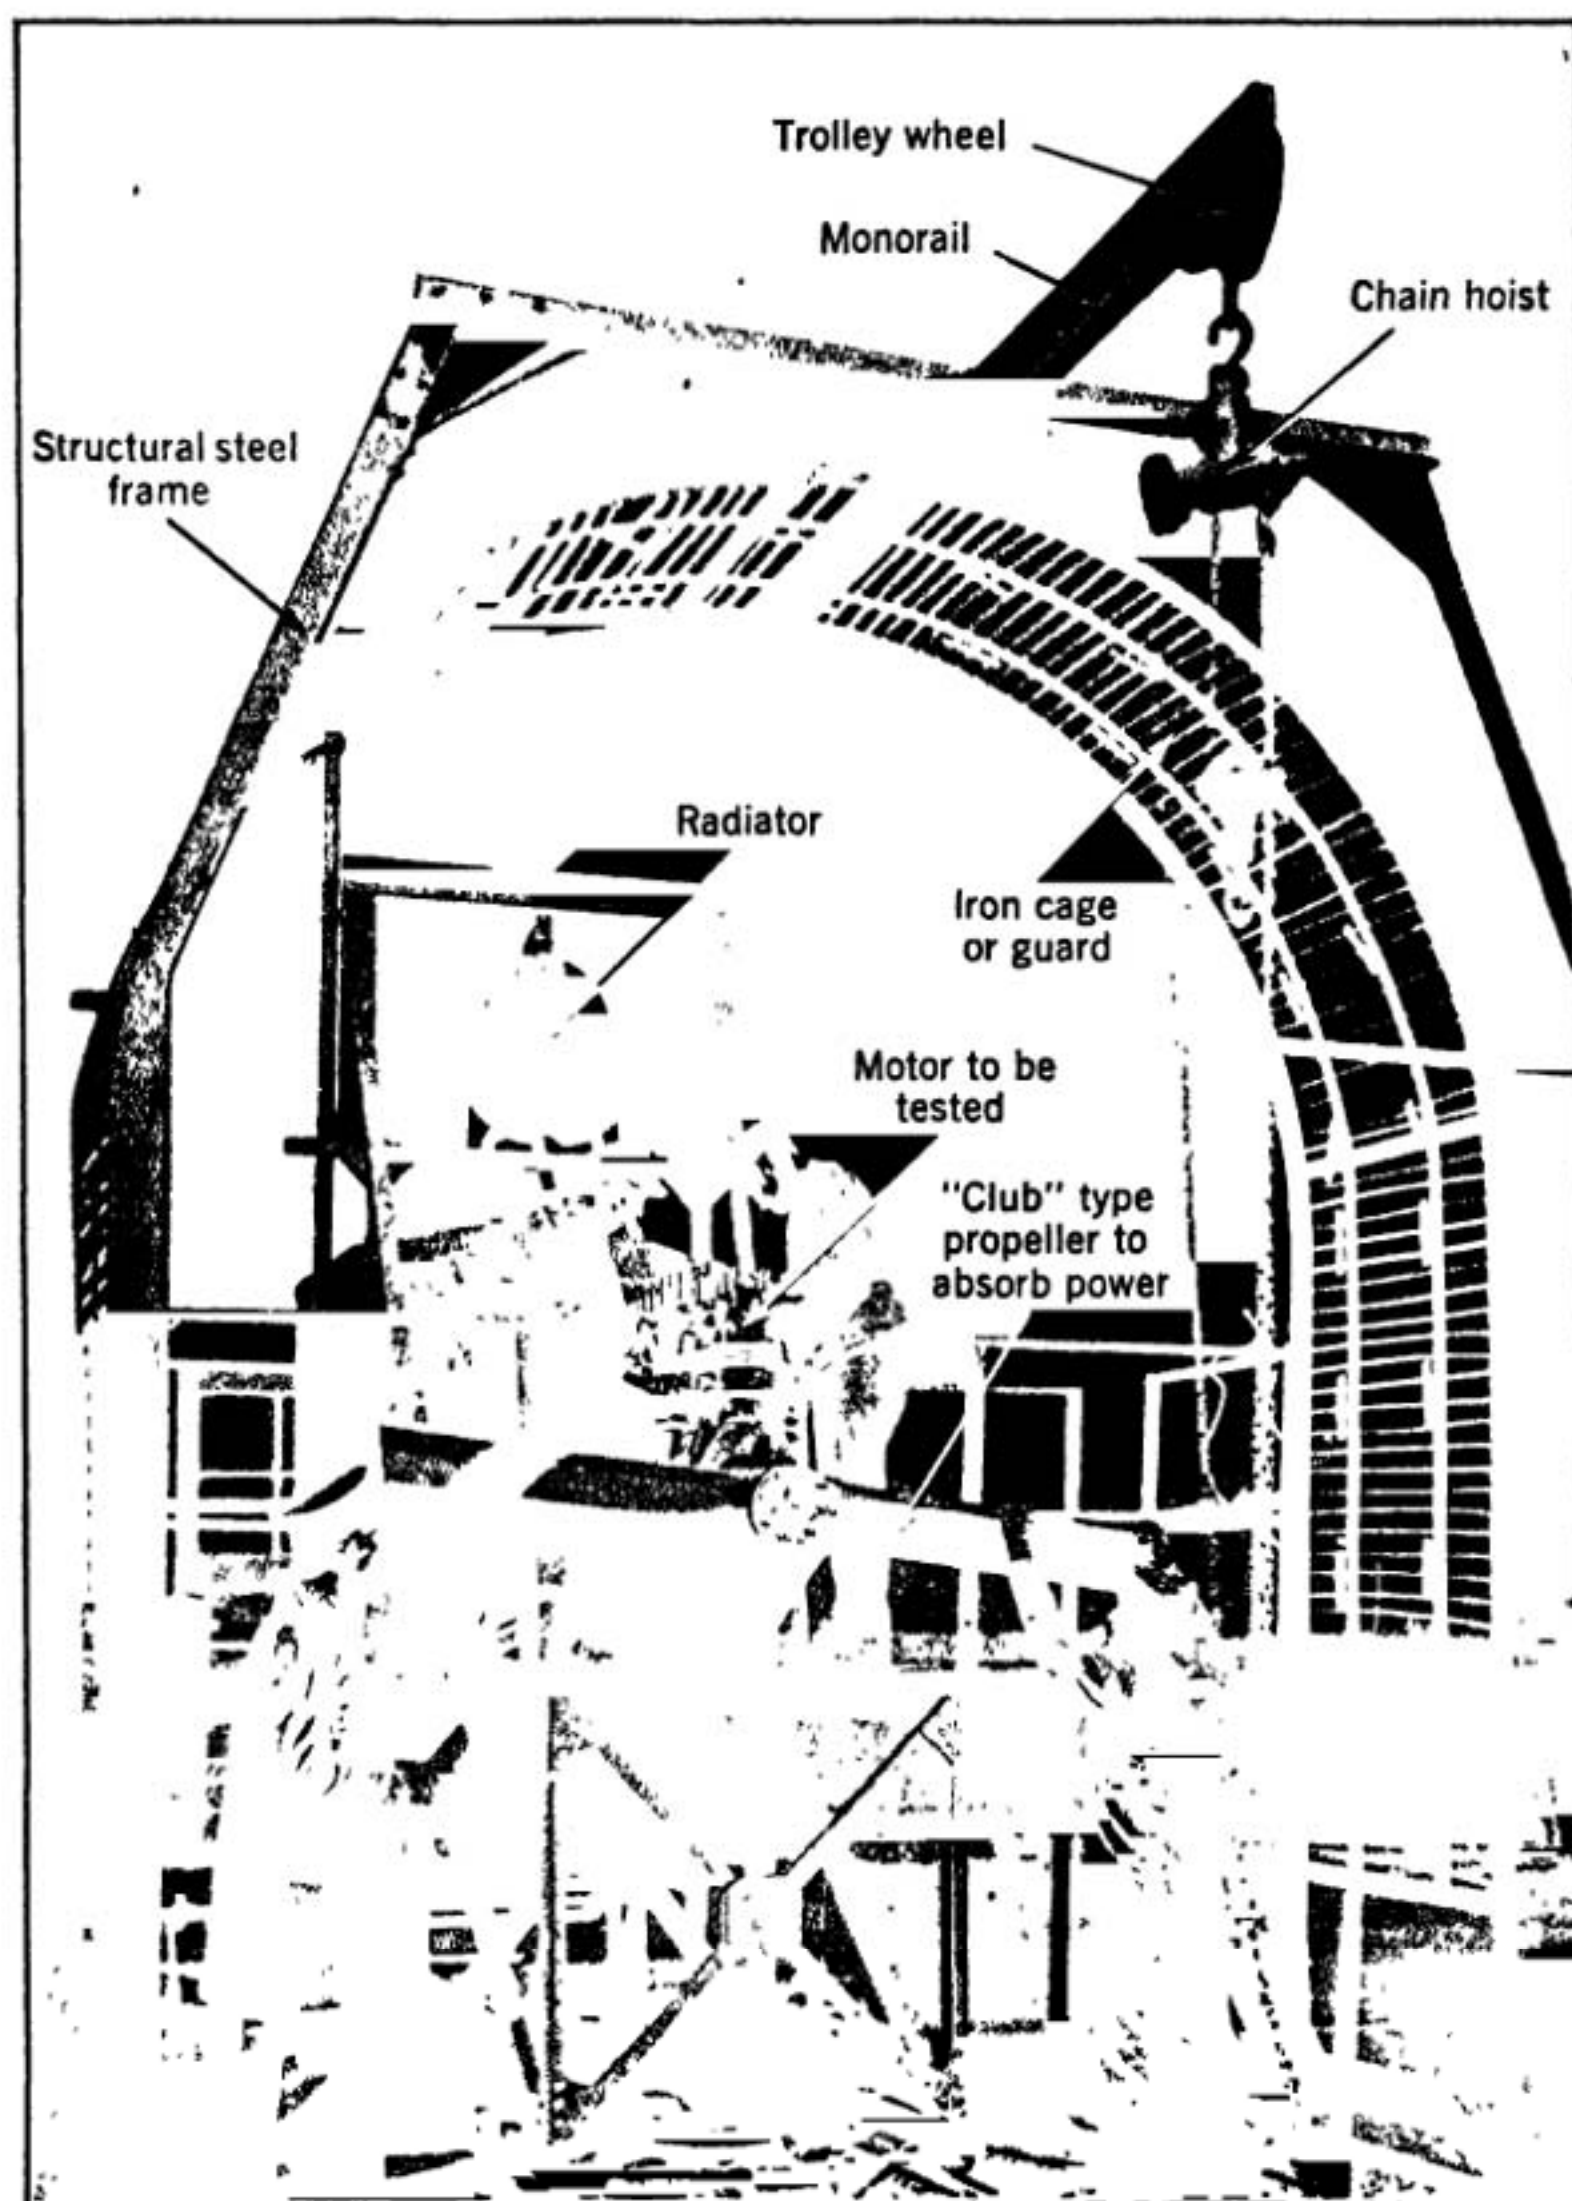 Trolley wheel
Monorail
Chain hoist
Structural steel
frame
Radiator
Iron cage
or guard
Motor to be
tested
"Club" type
propeller to
absorb power